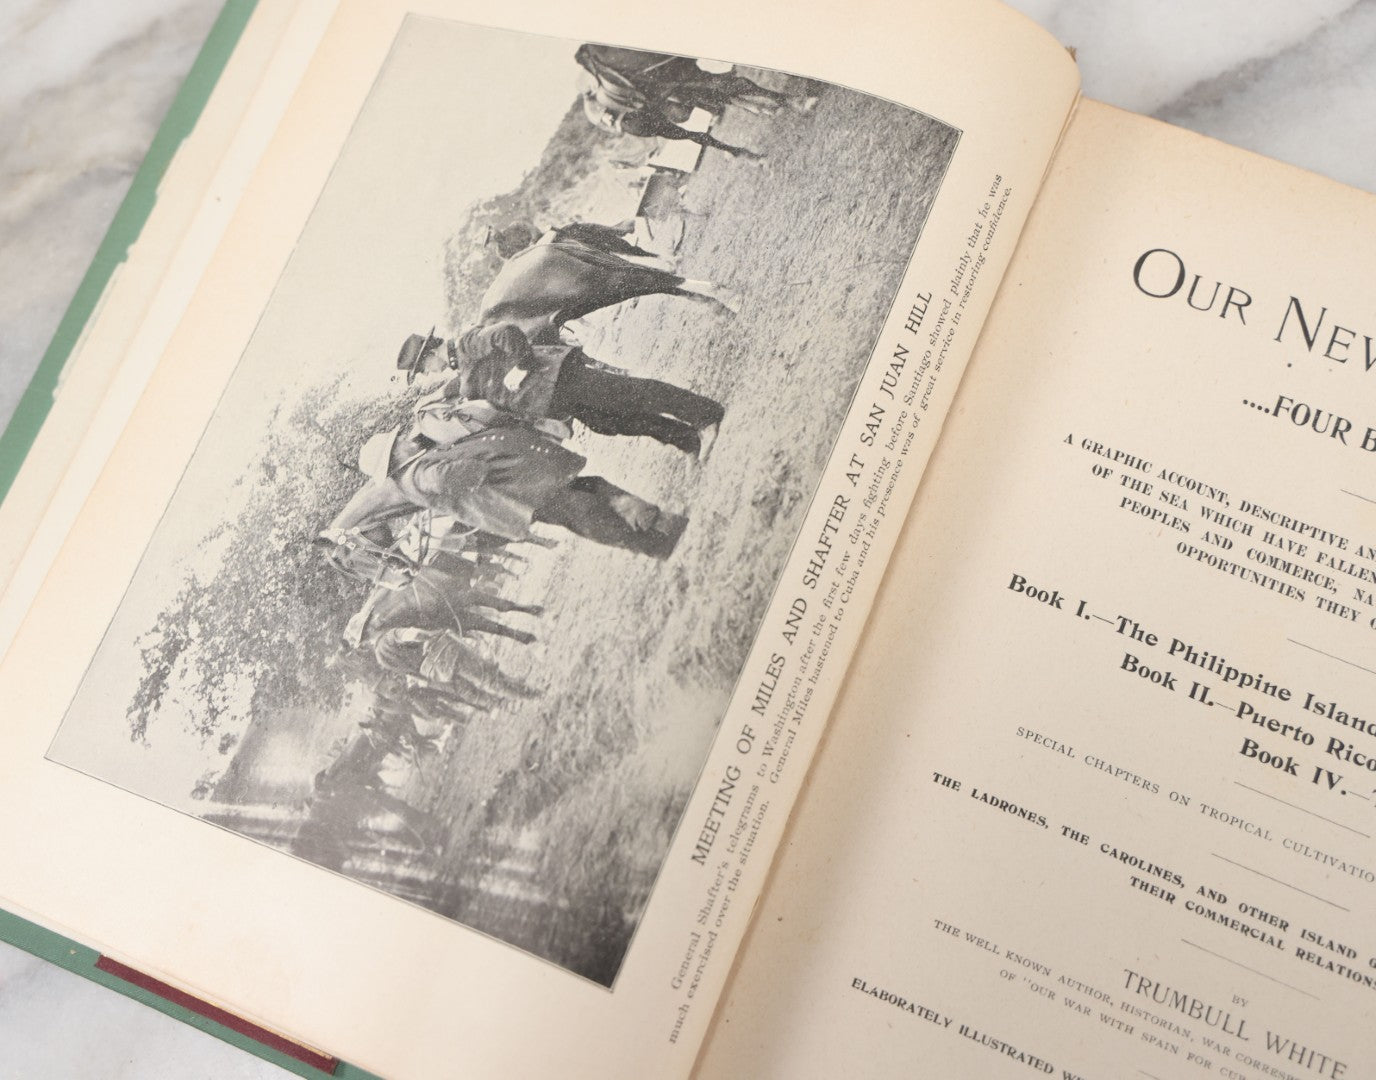 MEETING OF MILES AND SHAFTER AT SAN JUAN HILL
General Shafter's telegrams to Washington after the first few days fighting before Santiago showed plainly that he was
much exercised over the situation. General Miles hastened to Cuba and his presence was of great service in restoring confidence.
OUR NEW
....FOUR B
A GRAPHIC ACCOUNT, DESCRIPTIVE AN
OF THE SEA WHICH HAVE FALLEN
PEOPLES AND COMMERCE, NA
OPPORTUNITIES THEY O
Book I.—The Philippine Island
Book II.—Puerto Rico
Book IV.—T
SPECIAL CHAPTERS ON TROPICAL CULTIVATIO
THE LADRONES, THE CAROLINES, AND OTHER ISLAND G
THEIR COMMERCIAL RELATIONS
BY
TRUMBULL WHITE
THE WELL KNOWN AUTHOR, HISTORIAN, WAR CORRESP
OF "OUR WAR WITH SPAIN FOR CUB
ELABORATELY ILLUSTRATED W